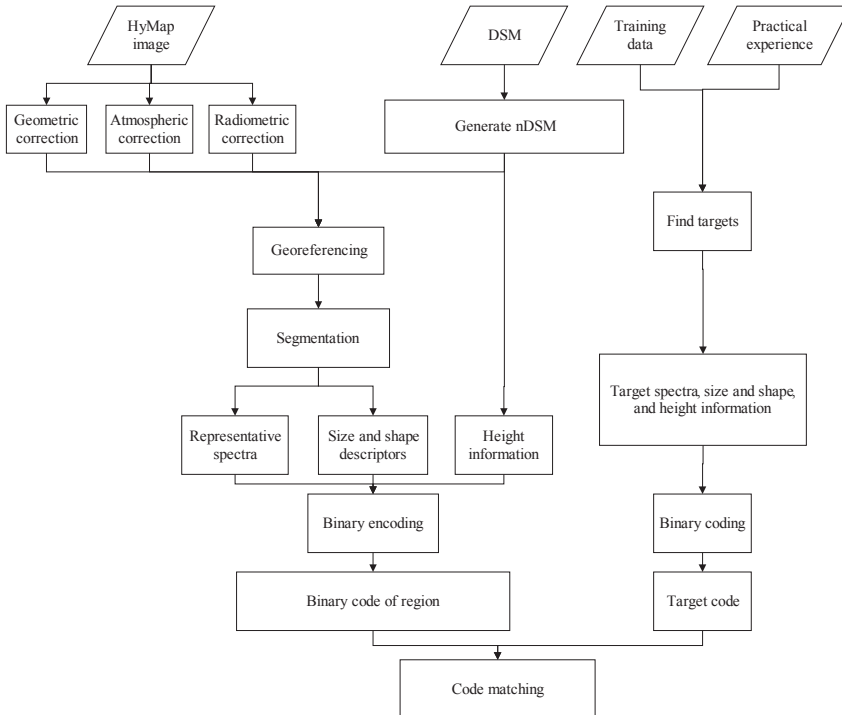 HyMap
image
DSM
Training
data
Practical
experience
Geometric
correction
Atmospheric
correction
Radiometric
correction
Generate nDSM
Find targets
Georeferencing
Segmentation
Target spectra, size and shape,
and height information
Representative
spectra
Size and shape
descriptors
Height
information
Binary encoding
Binary coding
Binary code of region
Target code
Code matching